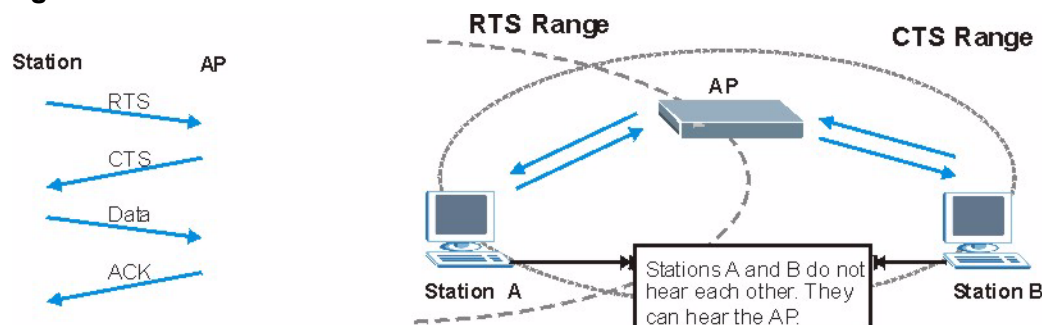 RTS Range
CTS Range
Station AP
AP
RTS
CTS
Data
ACK
Station A
Stations A and B do not
hear each other. They
can hear the AP.
Station B